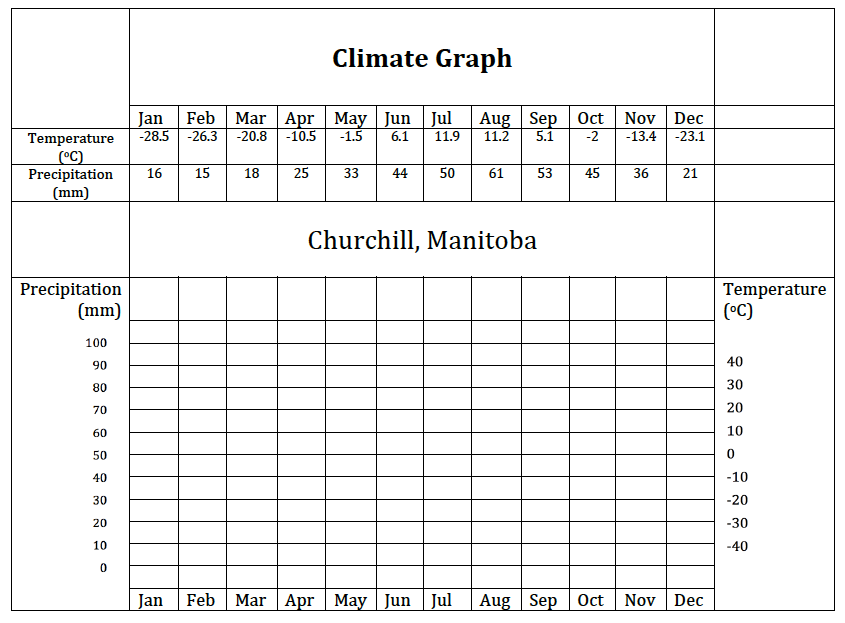 Climate Graph
Jan Feb Mar Apr May Jun Jul Aug Sep Oct Nov Dec
Temperature -28.5 -26.3 -20.8 -10.5 -1.5 6.1 11.9 11.2 5.1 -2 -13.4 -23.1
(ºC)
Precipitation 16 15 18 25 33 44 50 61 53 45 36 21
(mm)
Churchill, Manitoba
Precipitation Temperature
(mm) (ºC)
100
90 40
80 30
70 20
60 10
50 0
40 -10
30 -20
20 -30
10 -40
0
Jan Feb Mar Apr May Jun Jul Aug Sep Oct Nov Dec